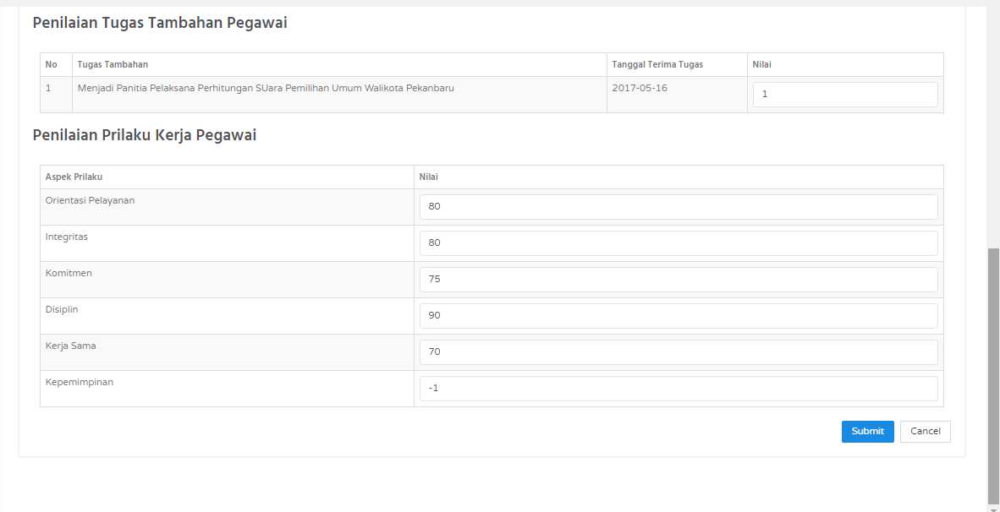 Penilaian Tugas Tambahan Pegawai
No Tugas Tambahan Tanggal Terima Tugas Nilai
1 Menjadi Panitia Pelaksana Perhitungan SUara Pemilihan Umum Walikota Pekanbaru 2017-05-16 1
Penilaian Prilaku Kerja Pegawai
Aspek Prilaku Nilai
Orientasi Pelayanan 80
Integritas 80
Komitmen 75
Disiplin 90
Kerja Sama 70
Kepemimpinan -1
Submit Cancel